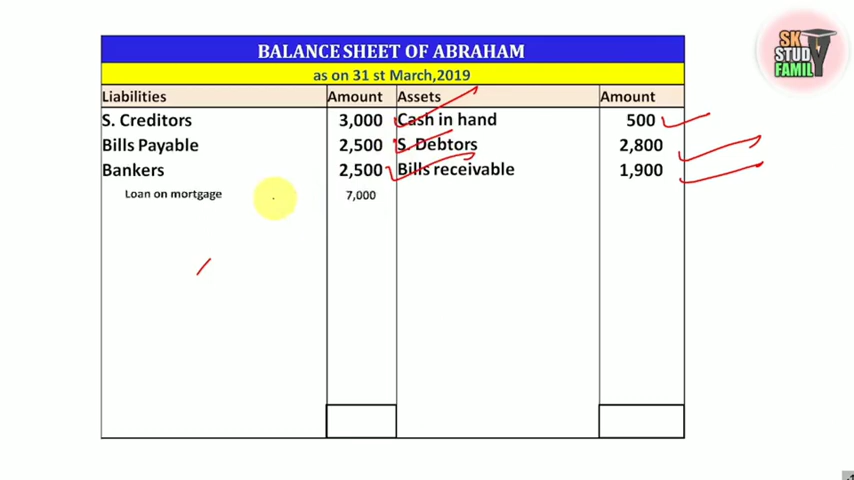 SK
STUDY
FAMILY
BALANCE SHEET OF ABRAHAM
as on 31 st March,2019
Liabilities Amount Assets Amount
S. Creditors 3,000 Cash in hand 500
Bills Payable 2,500 S. Debtors 2,800
Bankers 2,500 Bills receivable 1,900
Loan on mortgage 7,000